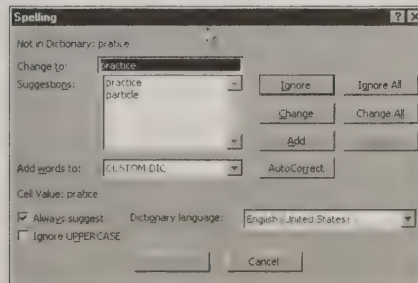 Spelling
Not in Dictionary: pratice
Change to: practice
Suggestions: practice
particle
Ignore Ignore All
Change Change All
Add
Add words to: CUSTOM.DIC AutoCorrect
Cell Value: pratice
Always suggest Dictionary language: English (United States)
Ignore UPPERCASE
Cancel